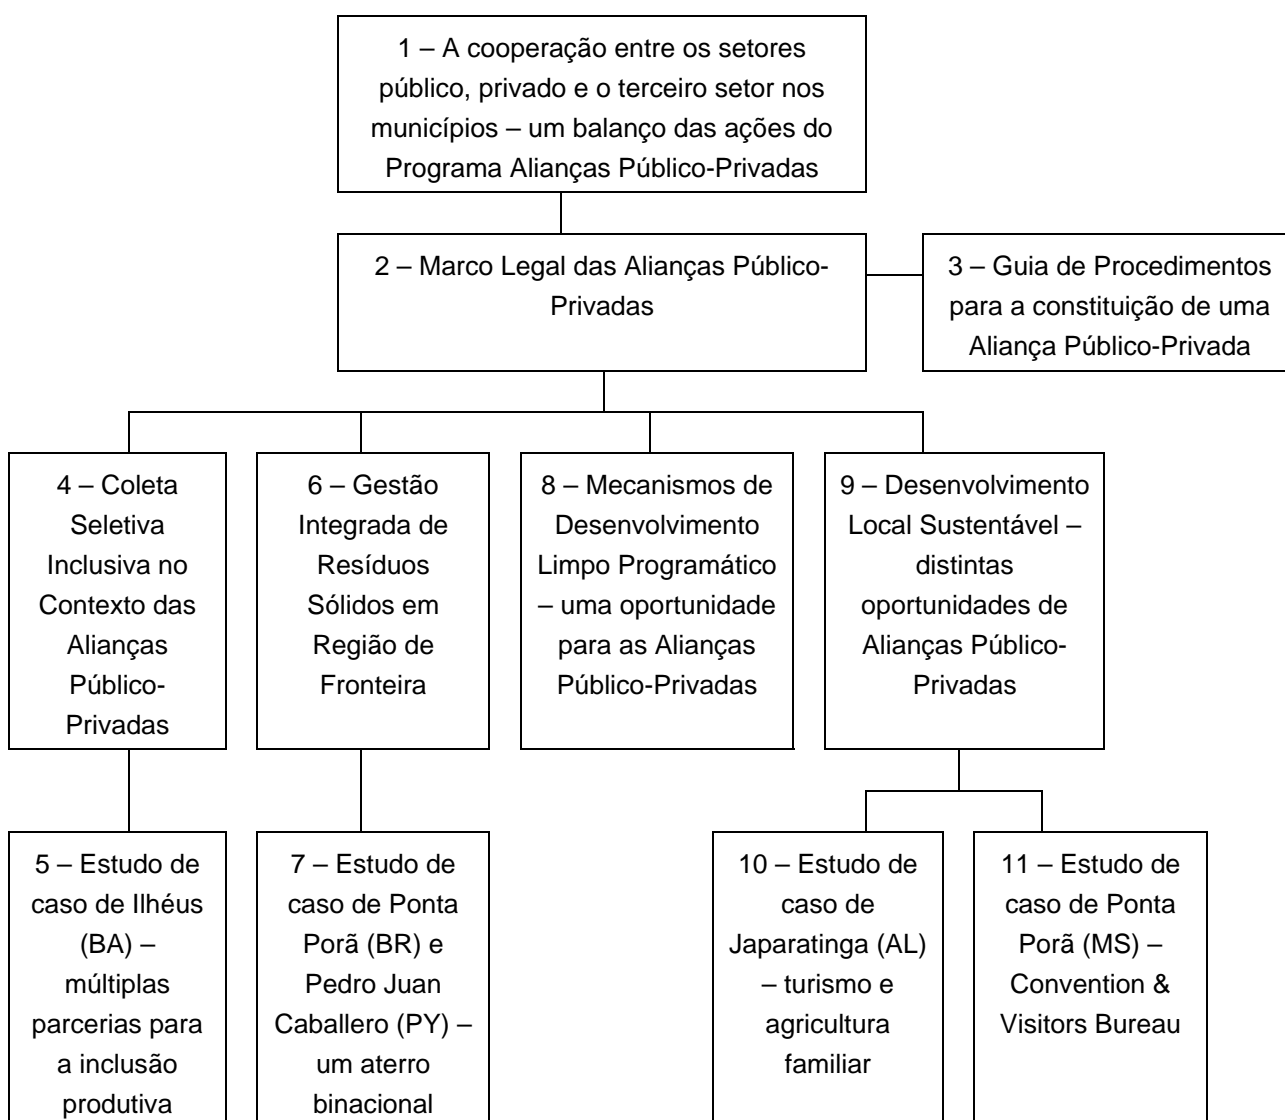 1 – A cooperação entre os setores
público, privado e o terceiro setor nos
municípios – um balanço das ações do
Programa Alianças Público-Privadas
2 – Marco Legal das Alianças Público-
Privadas
3 – Guia de Procedimentos
para a constituição de uma
Aliança Público-Privada
4 – Coleta
Seletiva
Inclusiva no
Contexto das
Alianças
Público-
Privadas
6 – Gestão
Integrada de
Resíduos
Sólidos em
Região de
Fronteira
8 – Mecanismos de
Desenvolvimento
Limpo Programático
– uma oportunidade
para as Alianças
Público-Privadas
9 – Desenvolvimento
Local Sustentável –
distintas
oportunidades de
Alianças Público-
Privadas
5 – Estudo de
caso de Ilhéus
(BA) –
múltiplas
parcerias para
a inclusão
produtiva
7 – Estudo de
caso de Ponta
Porã (BR) e
Pedro Juan
Caballero (PY) –
um aterro
binacional
10 – Estudo de
caso de
Japaratinga (AL)
– turismo e
agricultura
familiar
11 – Estudo de
caso de Ponta
Porã (MS) –
Convention &
Visitors Bureau